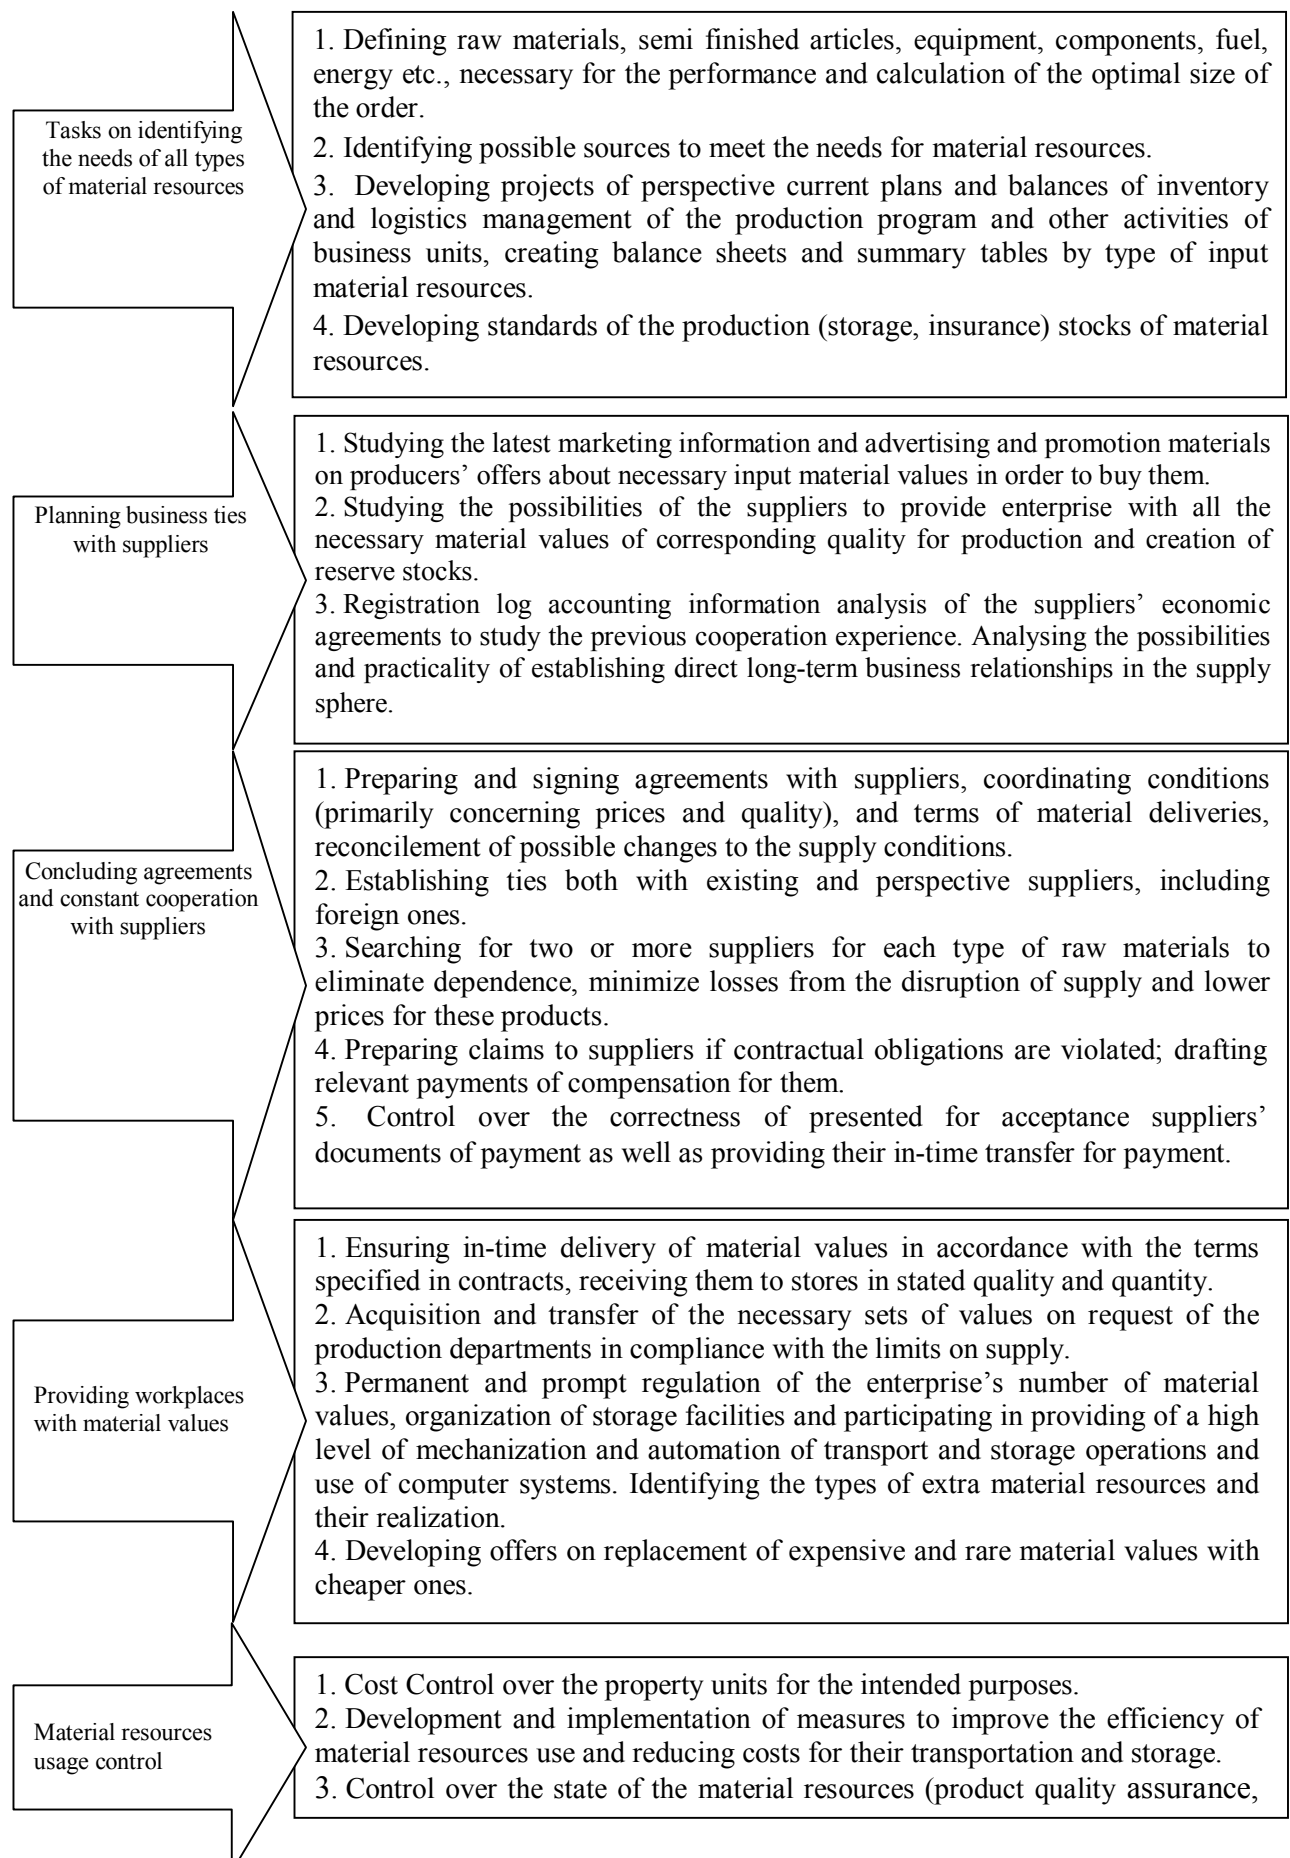 Tasks on identifying
the needs of all types
of material resources
1. Defining raw materials, semi finished articles, equipment, components, fuel,
energy etc., necessary for the performance and calculation of the optimal size of
the order.
2. Identifying possible sources to meet the needs for material resources.
3. Developing projects of perspective current plans and balances of inventory
and logistics management of the production program and other activities of
business units, creating balance sheets and summary tables by type of input
material resources.
4. Developing standards of the production (storage, insurance) stocks of material
resources.
Planning business ties
with suppliers
1. Studying the latest marketing information and advertising and promotion materials
on producers’ offers about necessary input material values in order to buy them.
2. Studying the possibilities of the suppliers to provide enterprise with all the
necessary material values of corresponding quality for production and creation of
reserve stocks.
3. Registration log accounting information analysis of the suppliers’ economic
agreements to study the previous cooperation experience. Analysing the possibilities
and practicality of establishing direct long-term business relationships in the supply
sphere.
Concluding agreements
and constant cooperation
with suppliers
1. Preparing and signing agreements with suppliers, coordinating conditions
(primarily concerning prices and quality), and terms of material deliveries,
reconcilement of possible changes to the supply conditions.
2. Establishing ties both with existing and perspective suppliers, including
foreign ones.
3. Searching for two or more suppliers for each type of raw materials to
eliminate dependence, minimize losses from the disruption of supply and lower
prices for these products.
4. Preparing claims to suppliers if contractual obligations are violated; drafting
relevant payments of compensation for them.
5. Control over the correctness of presented for acceptance suppliers’
documents of payment as well as providing their in-time transfer for payment.
Providing workplaces
with material values
1. Ensuring in-time delivery of material values in accordance with the terms
specified in contracts, receiving them to stores in stated quality and quantity.
2. Acquisition and transfer of the necessary sets of values on request of the
production departments in compliance with the limits on supply.
3. Permanent and prompt regulation of the enterprise’s number of material
values, organization of storage facilities and participating in providing of a high
level of mechanization and automation of transport and storage operations and
use of computer systems. Identifying the types of extra material resources and
their realization.
4. Developing offers on replacement of expensive and rare material values with
cheaper ones.
Material resources
usage control
1. Cost Control over the property units for the intended purposes.
2. Development and implementation of measures to improve the efficiency of
material resources use and reducing costs for their transportation and storage.
3. Control over the state of the material resources (product quality assurance,